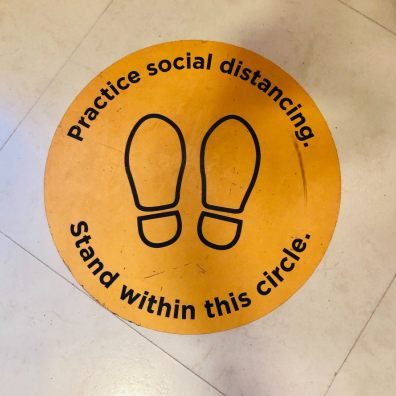 Practice social distancing.
Stand within this circle.